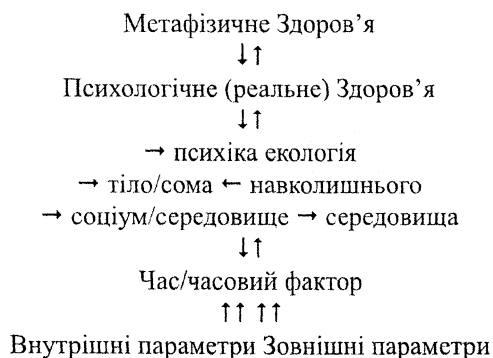 Метафізичне Здоров’я
↓↑
Психологічне (реальне) Здоров’я
↓↑
→ психіка екологія
→ тіло/сома ← навколишнього
→ соціум/середовище → середовища
↓↑
Час/часовий фактор
↑↑ ↑↑
Внутрішні параметри Зовнішні параметри